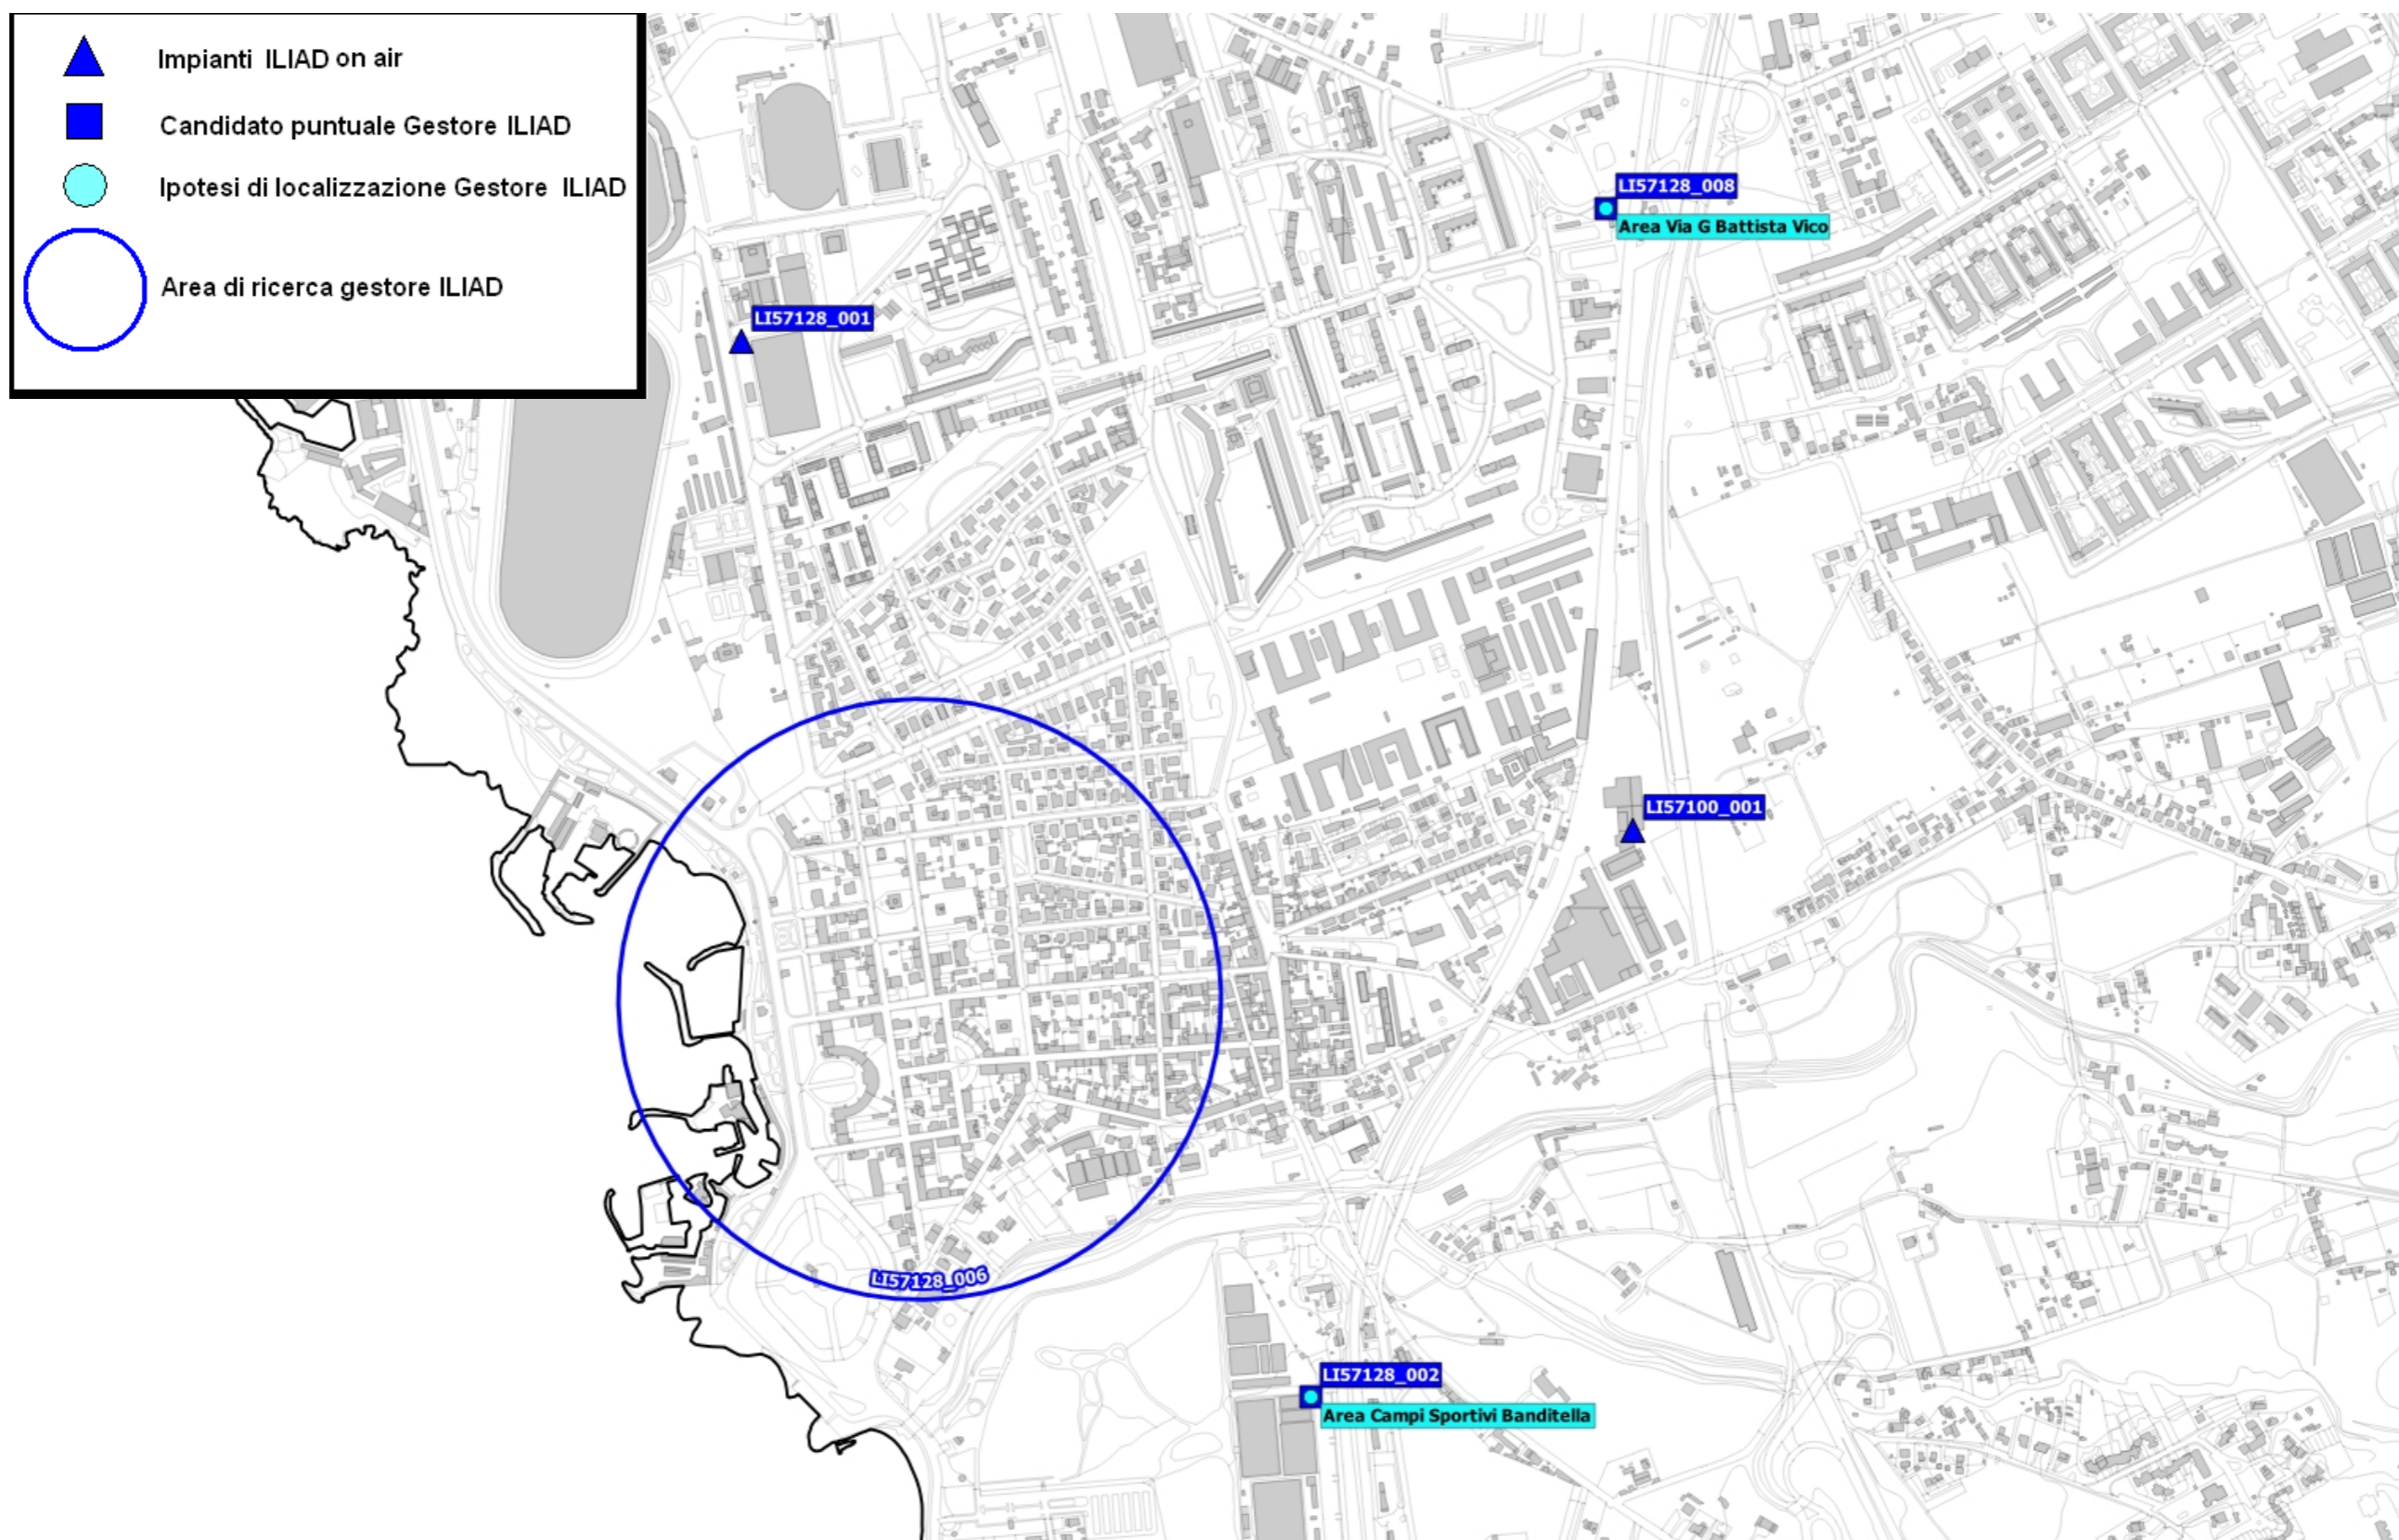 Impianti ILIAD on air
Candidato puntuale Gestore ILIAD
Ipotesi di localizzazione Gestore ILIAD
Area di ricerca gestore ILIAD
LI57128_008
Area Via G Battista Vico
LI57128_001
LI57100_001
LI57128_006
LI57128_002
Area Campi Sportivi Banditella